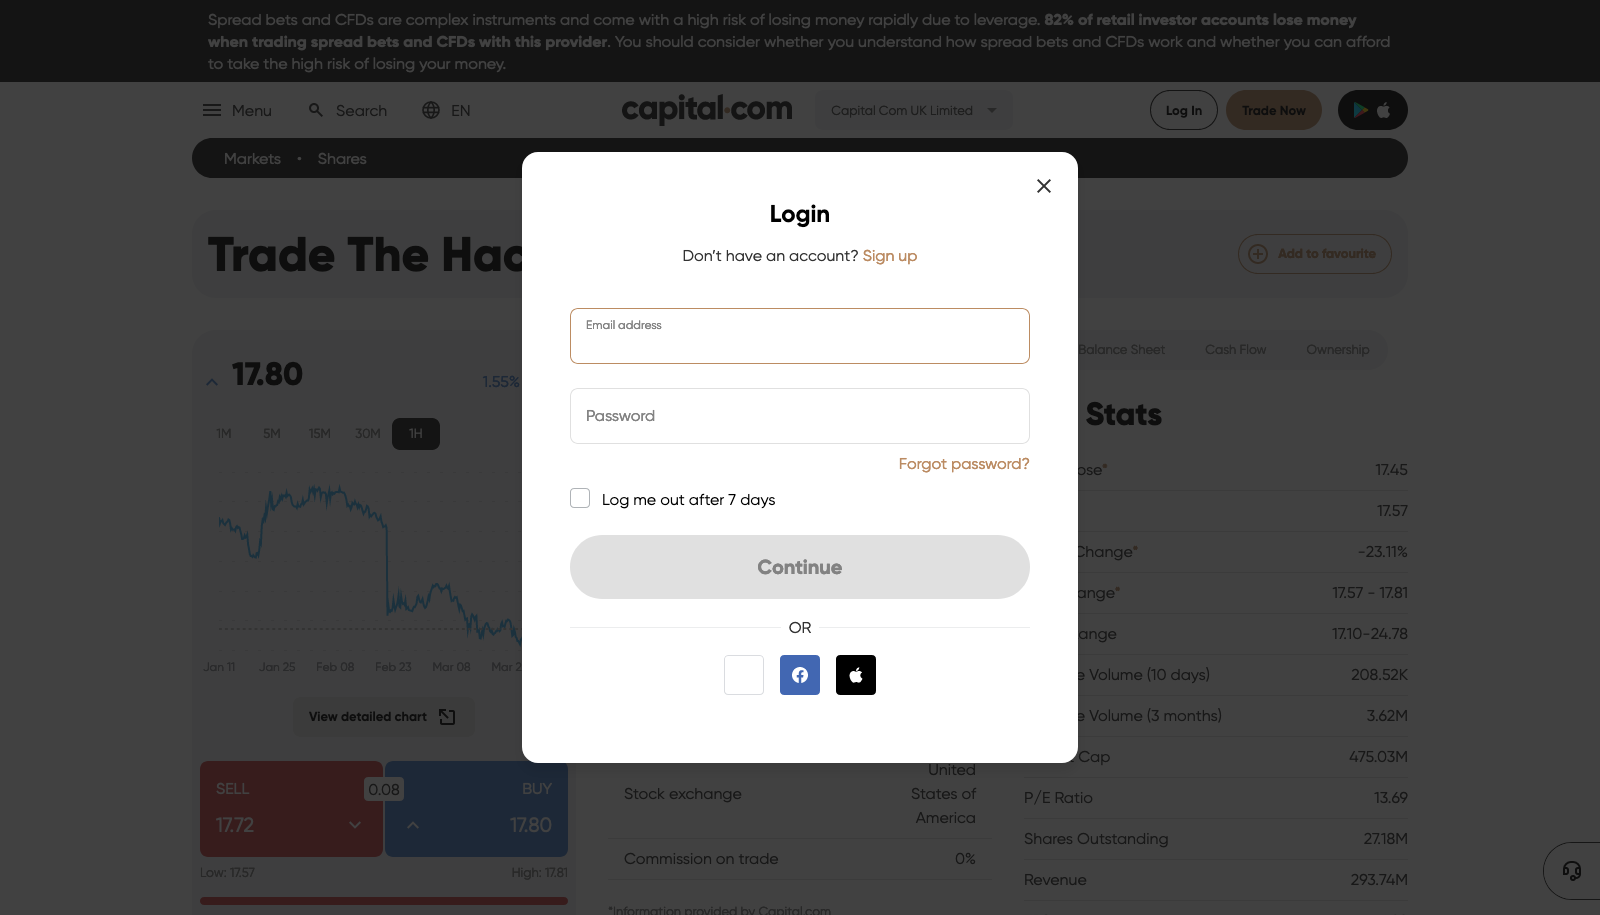 Spread bets and CFDs are complex instruments and come with a high risk of losing money rapidly due to leverage. 82% of retail investor accounts lose money
when trading spread bets and CFDs with this provider. You should consider whether you understand how spread bets and CFDs work and whether you can afford
to take the high risk of losing your money.
Menu Search EN capital.com Capital Com UK Limited Log In Trade Now
Markets • Shares
Trade The
Add to favourite
Login
Don't have an account? Sign up
Email address
Password
Forgot password?
Log me out after 7 days
Continue
OR
17.80 1.55%
1M 5M 15M 30M 1H
Jan 11 Jan 25 Feb 08 Feb 23 Mar 08 Mar
View detailed chart
SELL 0.08 BUY
17.72 17.80
Low: 17.57 High: 17.81
United
Stock exchange States of
America
Commission on trade 0%
*Information provided by Capital.com
Balance Sheet Cash Flow Ownership
Stats
17.45
17.57
Change* -23.11%
17.57 - 17.81
17.10-24.78
Volume (10 days) 208.52K
Volume (3 months) 3.62M
Cap 475.03M
P/E Ratio 13.69
Shares Outstanding 27.18M
Revenue 293.74M